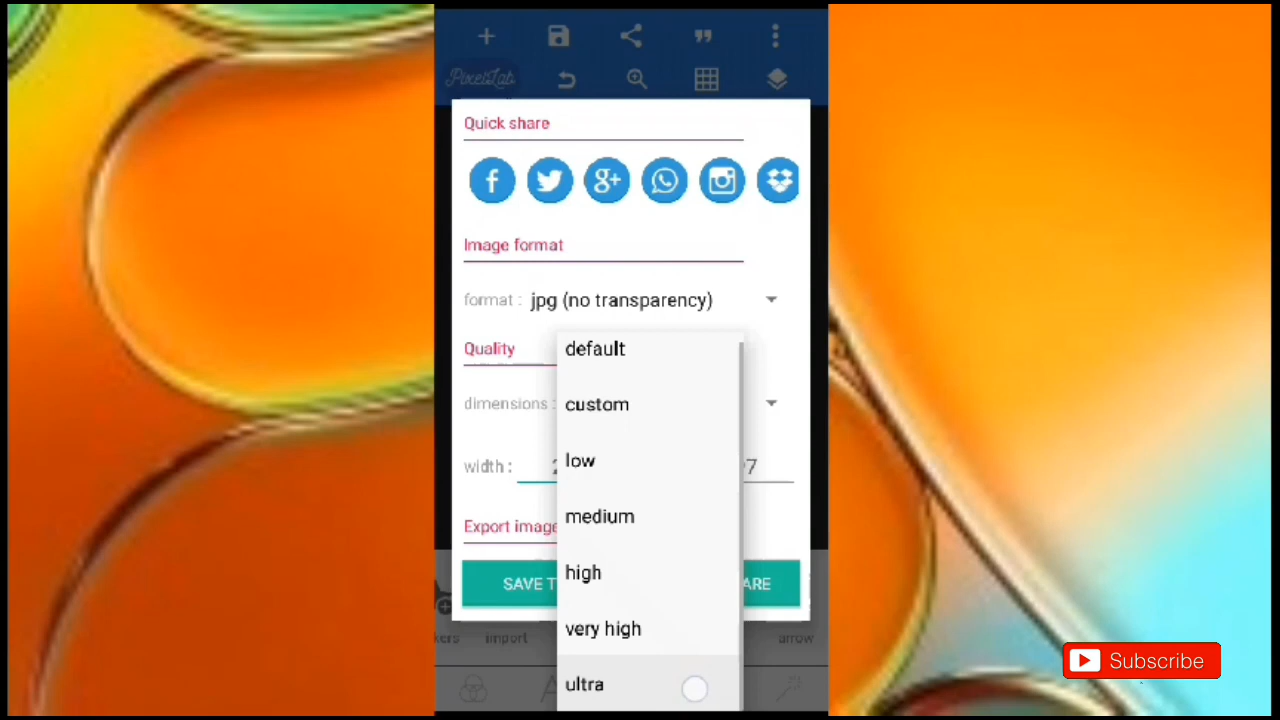 PixelLab
Quick share
Image format
format : jpg (no transparency)
Quality
default
dimensions :
custom
low
width :
medium
Export image
high
SAVE T
ARE
very high
kers import
arrow
ultra
Subscribe